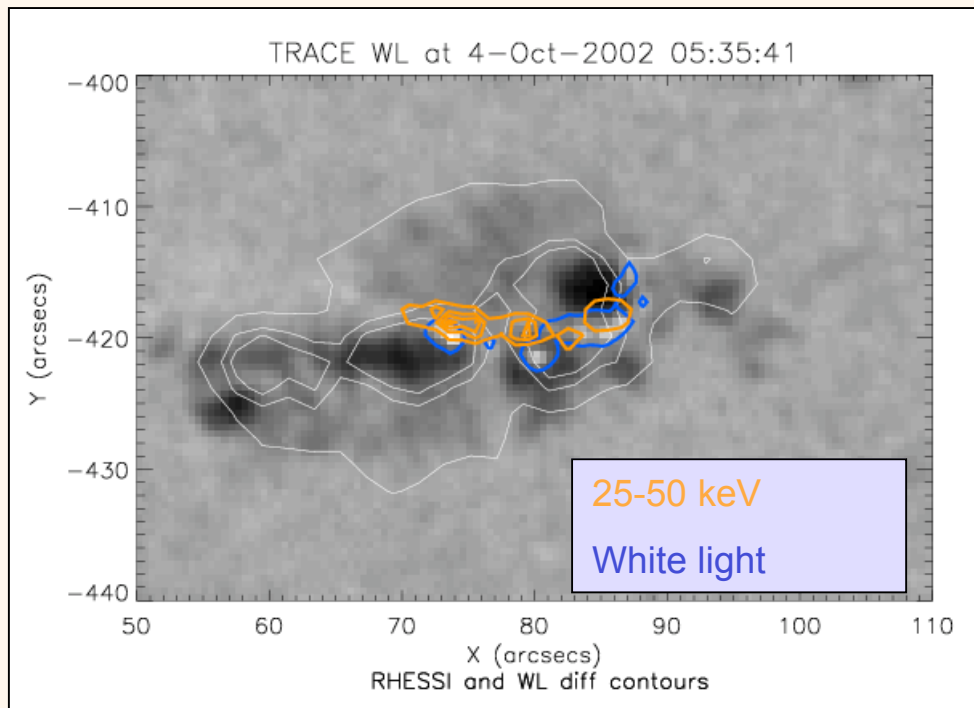 TRACE WL at 4-Oct-2002 05:35:41
-400
-410
-420
-430
-440
Y (arcsecs)
25-50 keV
White light
50 60 70 80 90 100 110
X (arcsecs)
RHESSI and WL diff contours